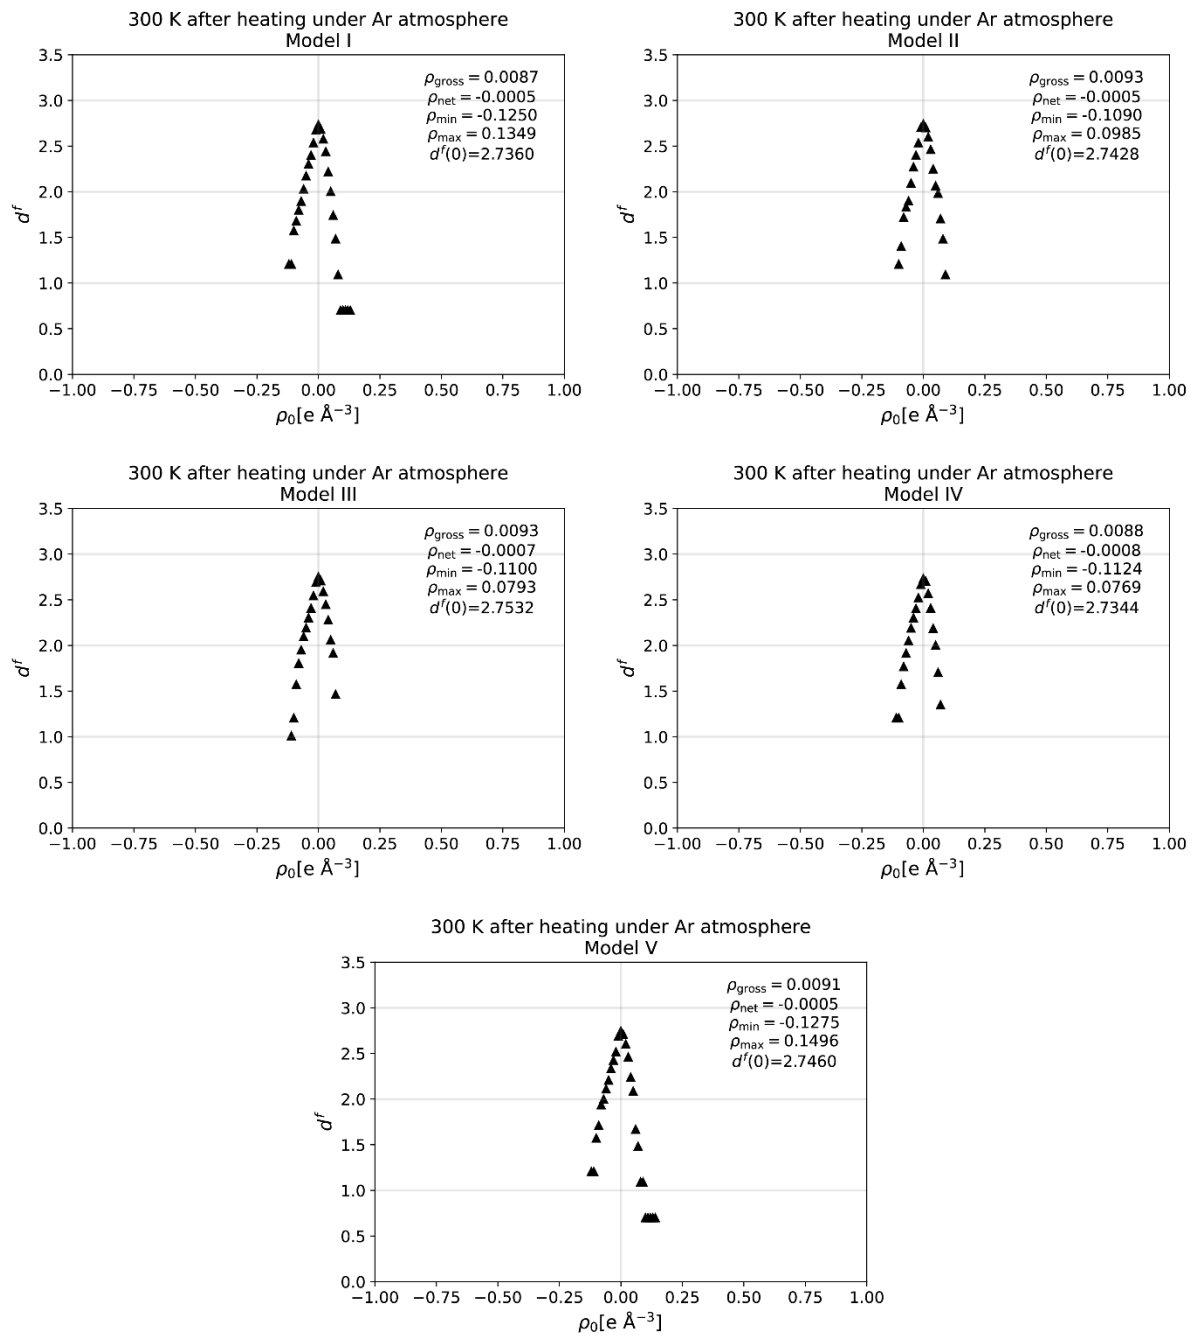 300 K after heating under Ar atmosphere
Model I
ρgross = 0.0087
ρnet = -0.0005
ρmin = -0.1250
ρmax = 0.1349
dᶠ(0)=2.7360
3.5
3.0
2.5
2.0
1.5
1.0
0.5
0.0
dᶠ
−1.00 −0.75 −0.50 −0.25 0.00 0.25 0.50 0.75 1.00
ρ₀[e Å⁻³]
300 K after heating under Ar atmosphere
Model II
ρgross = 0.0093
ρnet = -0.0005
ρmin = -0.1090
ρmax = 0.0985
dᶠ(0)=2.7428
3.5
3.0
2.5
2.0
1.5
1.0
0.5
0.0
dᶠ
−1.00 −0.75 −0.50 −0.25 0.00 0.25 0.50 0.75 1.00
ρ₀[e Å⁻³]
300 K after heating under Ar atmosphere
Model III
ρgross = 0.0093
ρnet = -0.0007
ρmin = -0.1100
ρmax = 0.0793
dᶠ(0)=2.7532
3.5
3.0
2.5
2.0
1.5
1.0
0.5
0.0
dᶠ
−1.00 −0.75 −0.50 −0.25 0.00 0.25 0.50 0.75 1.00
ρ₀[e Å⁻³]
300 K after heating under Ar atmosphere
Model IV
ρgross = 0.0088
ρnet = -0.0008
ρmin = -0.1124
ρmax = 0.0769
dᶠ(0)=2.7344
3.5
3.0
2.5
2.0
1.5
1.0
0.5
0.0
dᶠ
−1.00 −0.75 −0.50 −0.25 0.00 0.25 0.50 0.75 1.00
ρ₀[e Å⁻³]
300 K after heating under Ar atmosphere
Model V
ρgross = 0.0091
ρnet = -0.0005
ρmin = -0.1275
ρmax = 0.1496
dᶠ(0)=2.7460
3.5
3.0
2.5
2.0
1.5
1.0
0.5
0.0
dᶠ
−1.00 −0.75 −0.50 −0.25 0.00 0.25 0.50 0.75 1.00
ρ₀[e Å⁻³]